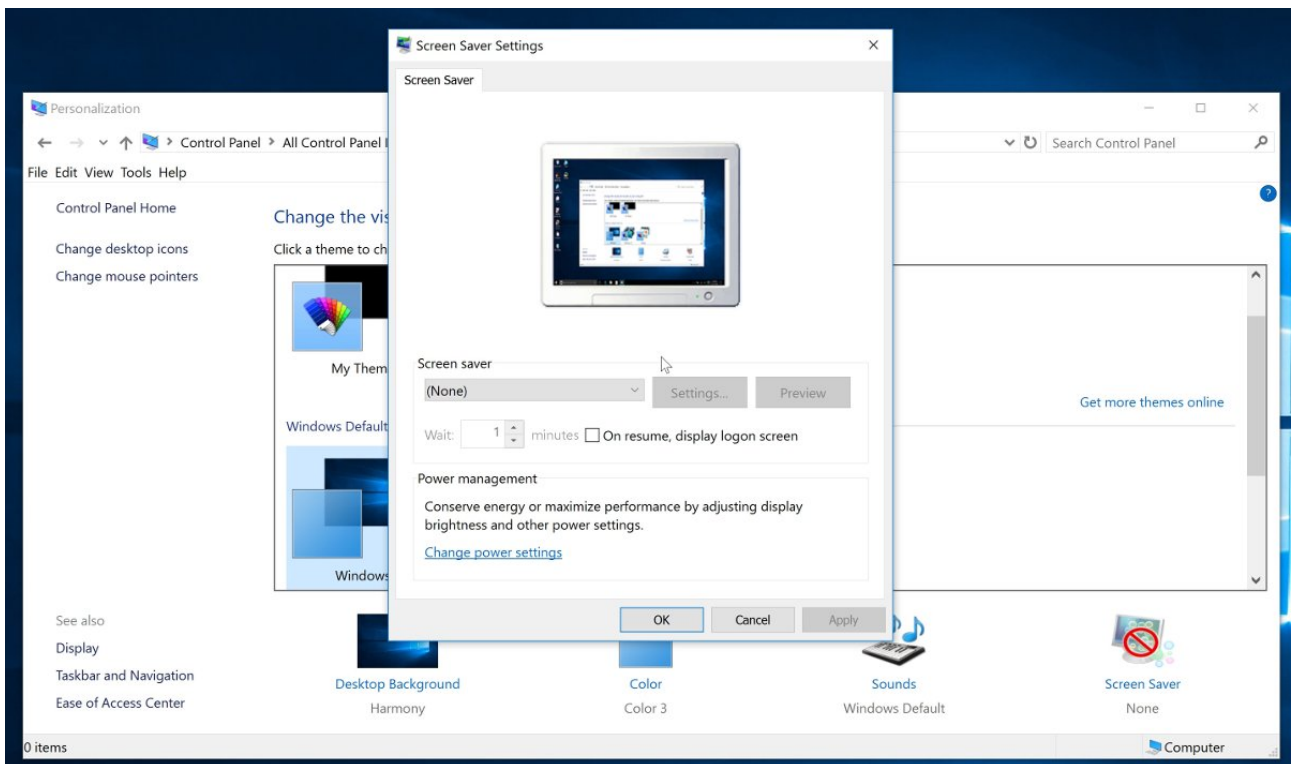 Screen Saver Settings
Screen Saver
Personalization
Control Panel > All Control Panel
Search Control Panel
File Edit View Tools Help
Control Panel Home
Change desktop icons
Change mouse pointers
Change the vis
Click a theme to ch
My Them
Windows Default
Windows
Get more themes online
Screen saver
(None)
Settings...
Preview
Wait: 1 minutes On resume, display logon screen
Power management
Conserve energy or maximize performance by adjusting display
brightness and other power settings.
Change power settings
OK Cancel Apply
See also
Display
Taskbar and Navigation
Ease of Access Center
Desktop Background
Harmony
Color
Color 3
Sounds
Windows Default
Screen Saver
None
0 items
Computer